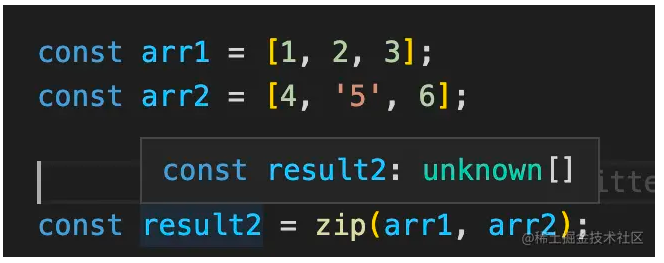 const arr1 = [1, 2, 3];
const arr2 = [4, '5', 6];
const result2: unknown[]
itte
const result2 = zip(arr1, arr2);
@稀土掘金技术社区